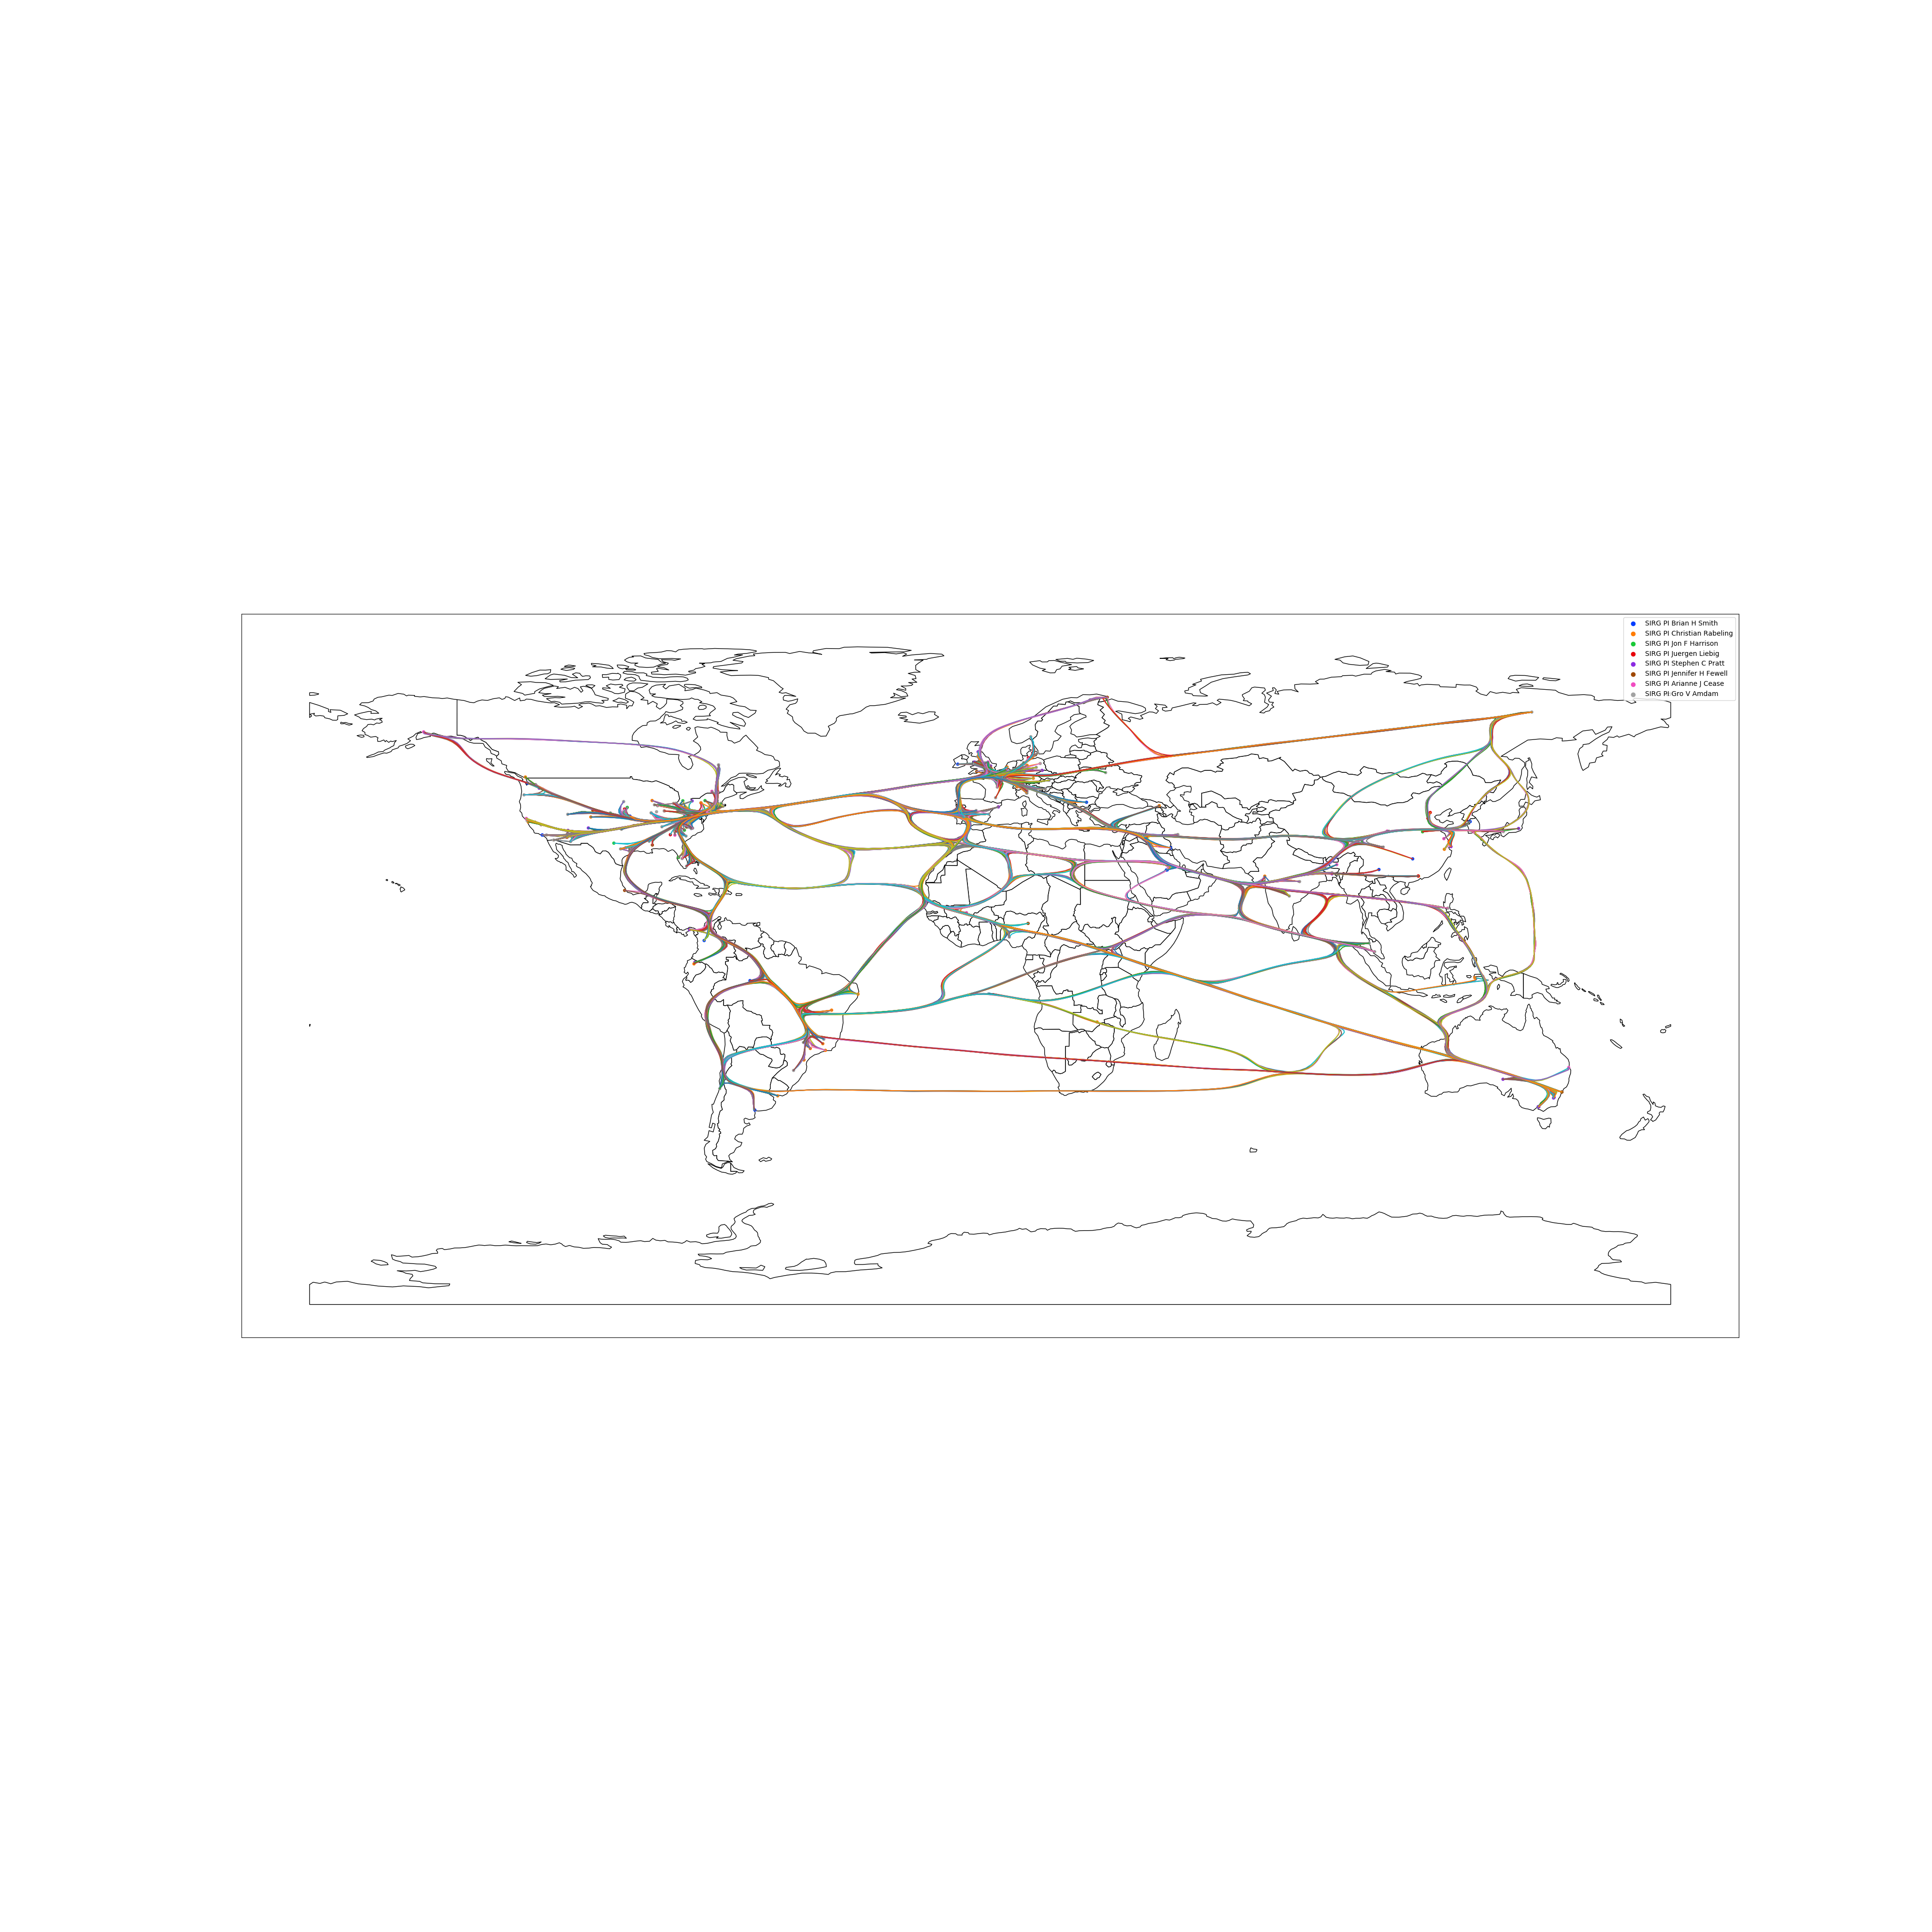 SIRG PI Brian H Smith
SIRG PI Christian Rabeling
SIRG PI Jon F Harrison
SIRG PI Juergen Liebig
SIRG PI Stephen C Pratt
SIRG PI Jennifer H Fewell
SIRG PI Arianne J Cease
SIRG PI Gro V Amdam